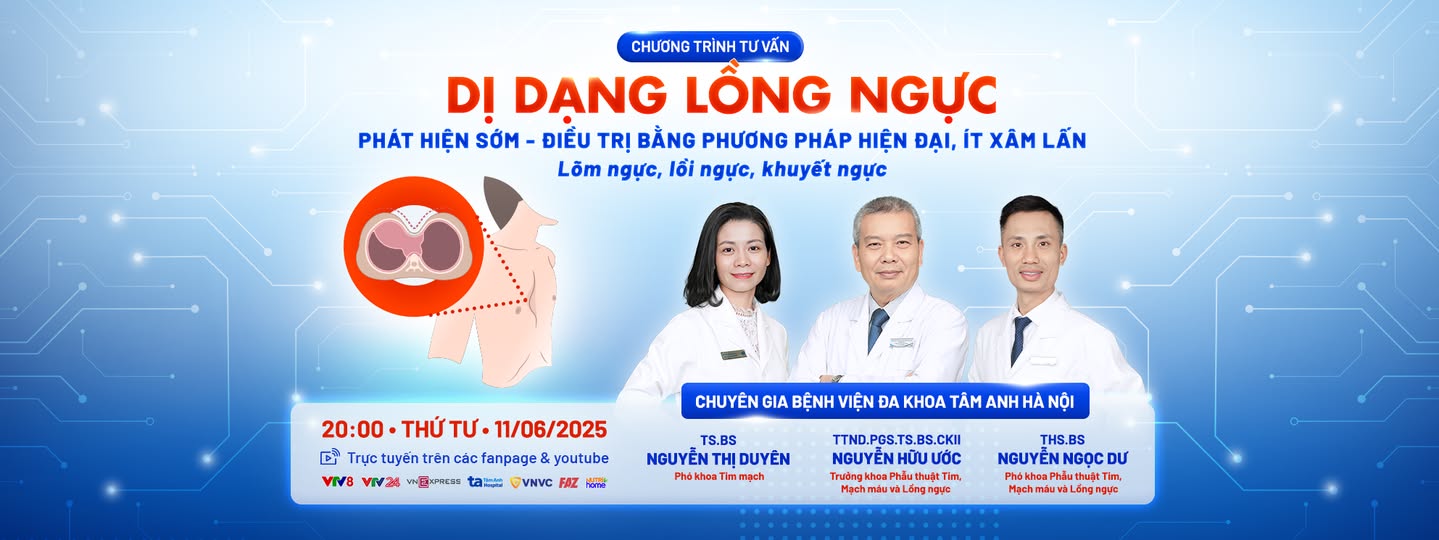 CHƯƠNG TRÌNH TƯ VẤN
DỊ DẠNG LỒNG NGỰC
PHÁT HIỆN SỚM - ĐIỀU TRỊ BẰNG PHƯƠNG PHÁP HIỆN ĐẠI, ÍT XÂM LẤN
Lõm ngực, lồi ngực, khuyết ngực
CHUYÊN GIA BỆNH VIỆN ĐA KHOA TÂM ANH HÀ NỘI
20:00 • THỨ TƯ • 11/06/2025
Trực tuyến trên các fanpage & youtube
VTV8 VTV24 VNEXPRESS ta Tâm Anh Hospital VNVC FAZ NUTRI home
TS.BS
NGUYỄN THỊ DUYÊN
Phó khoa Tim mạch
TTND.PGS.TS.BS.CKII
NGUYỄN HỮU ƯỚC
Trưởng khoa Phẫu thuật Tim,
Mạch máu và Lồng ngực
THS.BS
NGUYỄN NGỌC DƯ
Phó khoa Phẫu thuật Tim,
Mạch máu và Lồng ngực